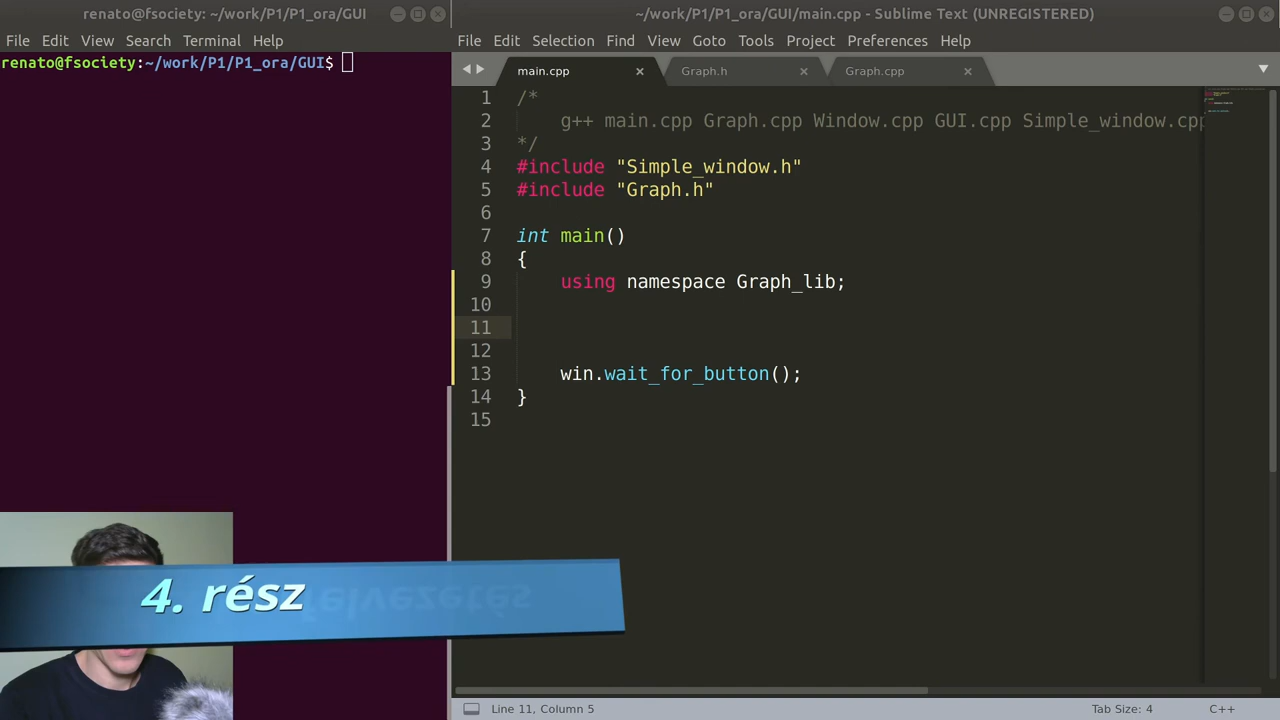 renato@fsociety: ~/work/P1/P1_ora/GUI
File Edit View Search Terminal Help
renato@fsociety:~/work/P1/P1_ora/GUI$
~/work/P1/P1_ora/GUI/main.cpp - Sublime Text (UNREGISTERED)
File Edit Selection Find View Goto Tools Project Preferences Help
main.cpp Graph.h Graph.cpp
1 /*
2 g++ main.cpp Graph.cpp Window.cpp GUI.cpp Simple_window.cpp
3 */
4 #include "Simple_window.h"
5 #include "Graph.h"
6
7 int main()
8 {
9 using namespace Graph_lib;
10
11
12
13 win.wait_for_button();
14 }
15
4. rész
Line 11, Column 5
Tab Size: 4
C++